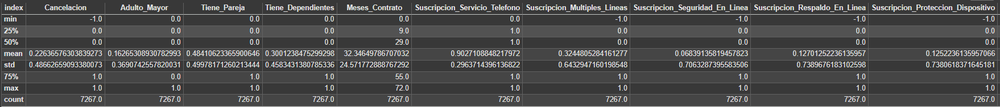 index Cancelacion Adulto_Mayor Tiene_Pareja Tiene_Dependientes Meses_Contrato Suscripcion_Servicio_Telefono Suscripcion_Multiples_Lineas Suscripcion_Seguridad_En_Linea Suscripcion_Respaldo_En_Linea Suscripcion_Proteccion_Dispositivo
min -1.0 0.0 0.0 0.0 0.0 0.0 -1.0 -1.0 -1.0 -1.0
25% 0.0 0.0 0.0 0.0 9.0 1.0 0.0 0.0 0.0 0.0
50% 0.0 0.0 0.0 0.0 29.0 1.0 0.0 0.0 0.0 0.0
mean 0.22636576303839273 0.16265308930782993 0.48410623365900646 0.3001238475299298 32.34649786707032 0.9027108848217972 0.3244805284161277 0.06839135819457823 0.12701252236135957 0.1252236135957066
std 0.48662659093380073 0.3690742557820031 0.49978171260213444 0.4583431380785336 24.571772888767292 0.2963714396136822 0.6432947160198548 0.7063287395583506 0.7389676183102598 0.7380618371645181
75% 1.0 0.0 1.0 1.0 55.0 1.0 1.0 1.0 1.0 1.0
max 1.0 1.0 1.0 1.0 72.0 1.0 1.0 1.0 1.0 1.0
count 7267.0 7267.0 7267.0 7267.0 7267.0 7267.0 7267.0 7267.0 7267.0 7267.0